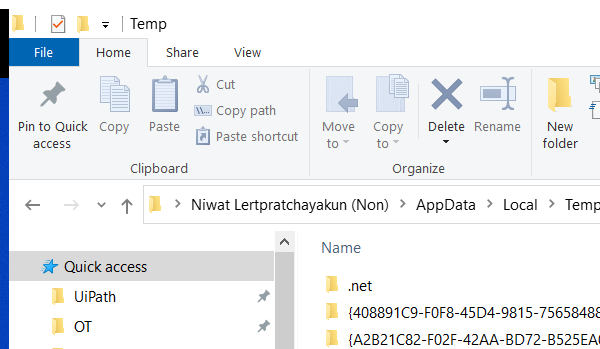 Temp
File Home Share View
Pin to Quick access
Copy
Paste
Cut
Copy path
Paste shortcut
Move to
Copy to
Delete
Rename
New folder
Clipboard
Organize
Niwat Lertpratchayakun (Non) AppData Local Temp
Quick access
UiPath
OT
Name
.net
{408891C9-F0F8-45D4-9815-75658488
{A2B21C82-F02F-42AA-BD72-B525EA